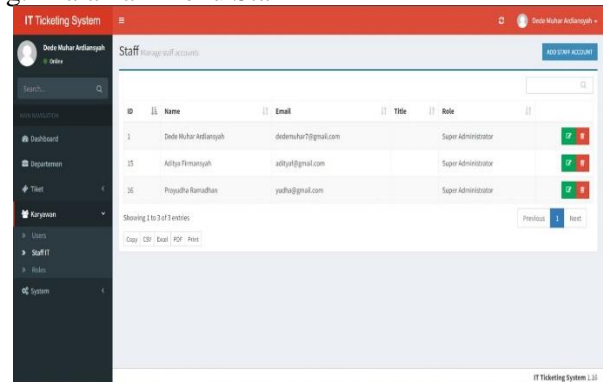 IT Ticketing System
Dede Muhar Ardiansyah
Dede Muhar Ardiansyah
Online
Staff Manage staff accounts
ADD STAFF ACCOUNT
Search...
MAIN NAVIGATION
Dashboard
Departemen
Tiket
Karyawan
Users
Staff IT
Roles
System
ID Name Email Title Role
1 Dede Muhar Ardiansyah dedemuhar7@gmail.com Super Administrator
15 Aditya Firmansyah adityaf@gmail.com Super Administrator
16 Prayudha Ramadhan yudha@gmail.com Super Administrator
Showing 1 to 3 of 3 entries
Previous 1 Next
Copy CSV Excel PDF Print
IT Ticketing System 1.16